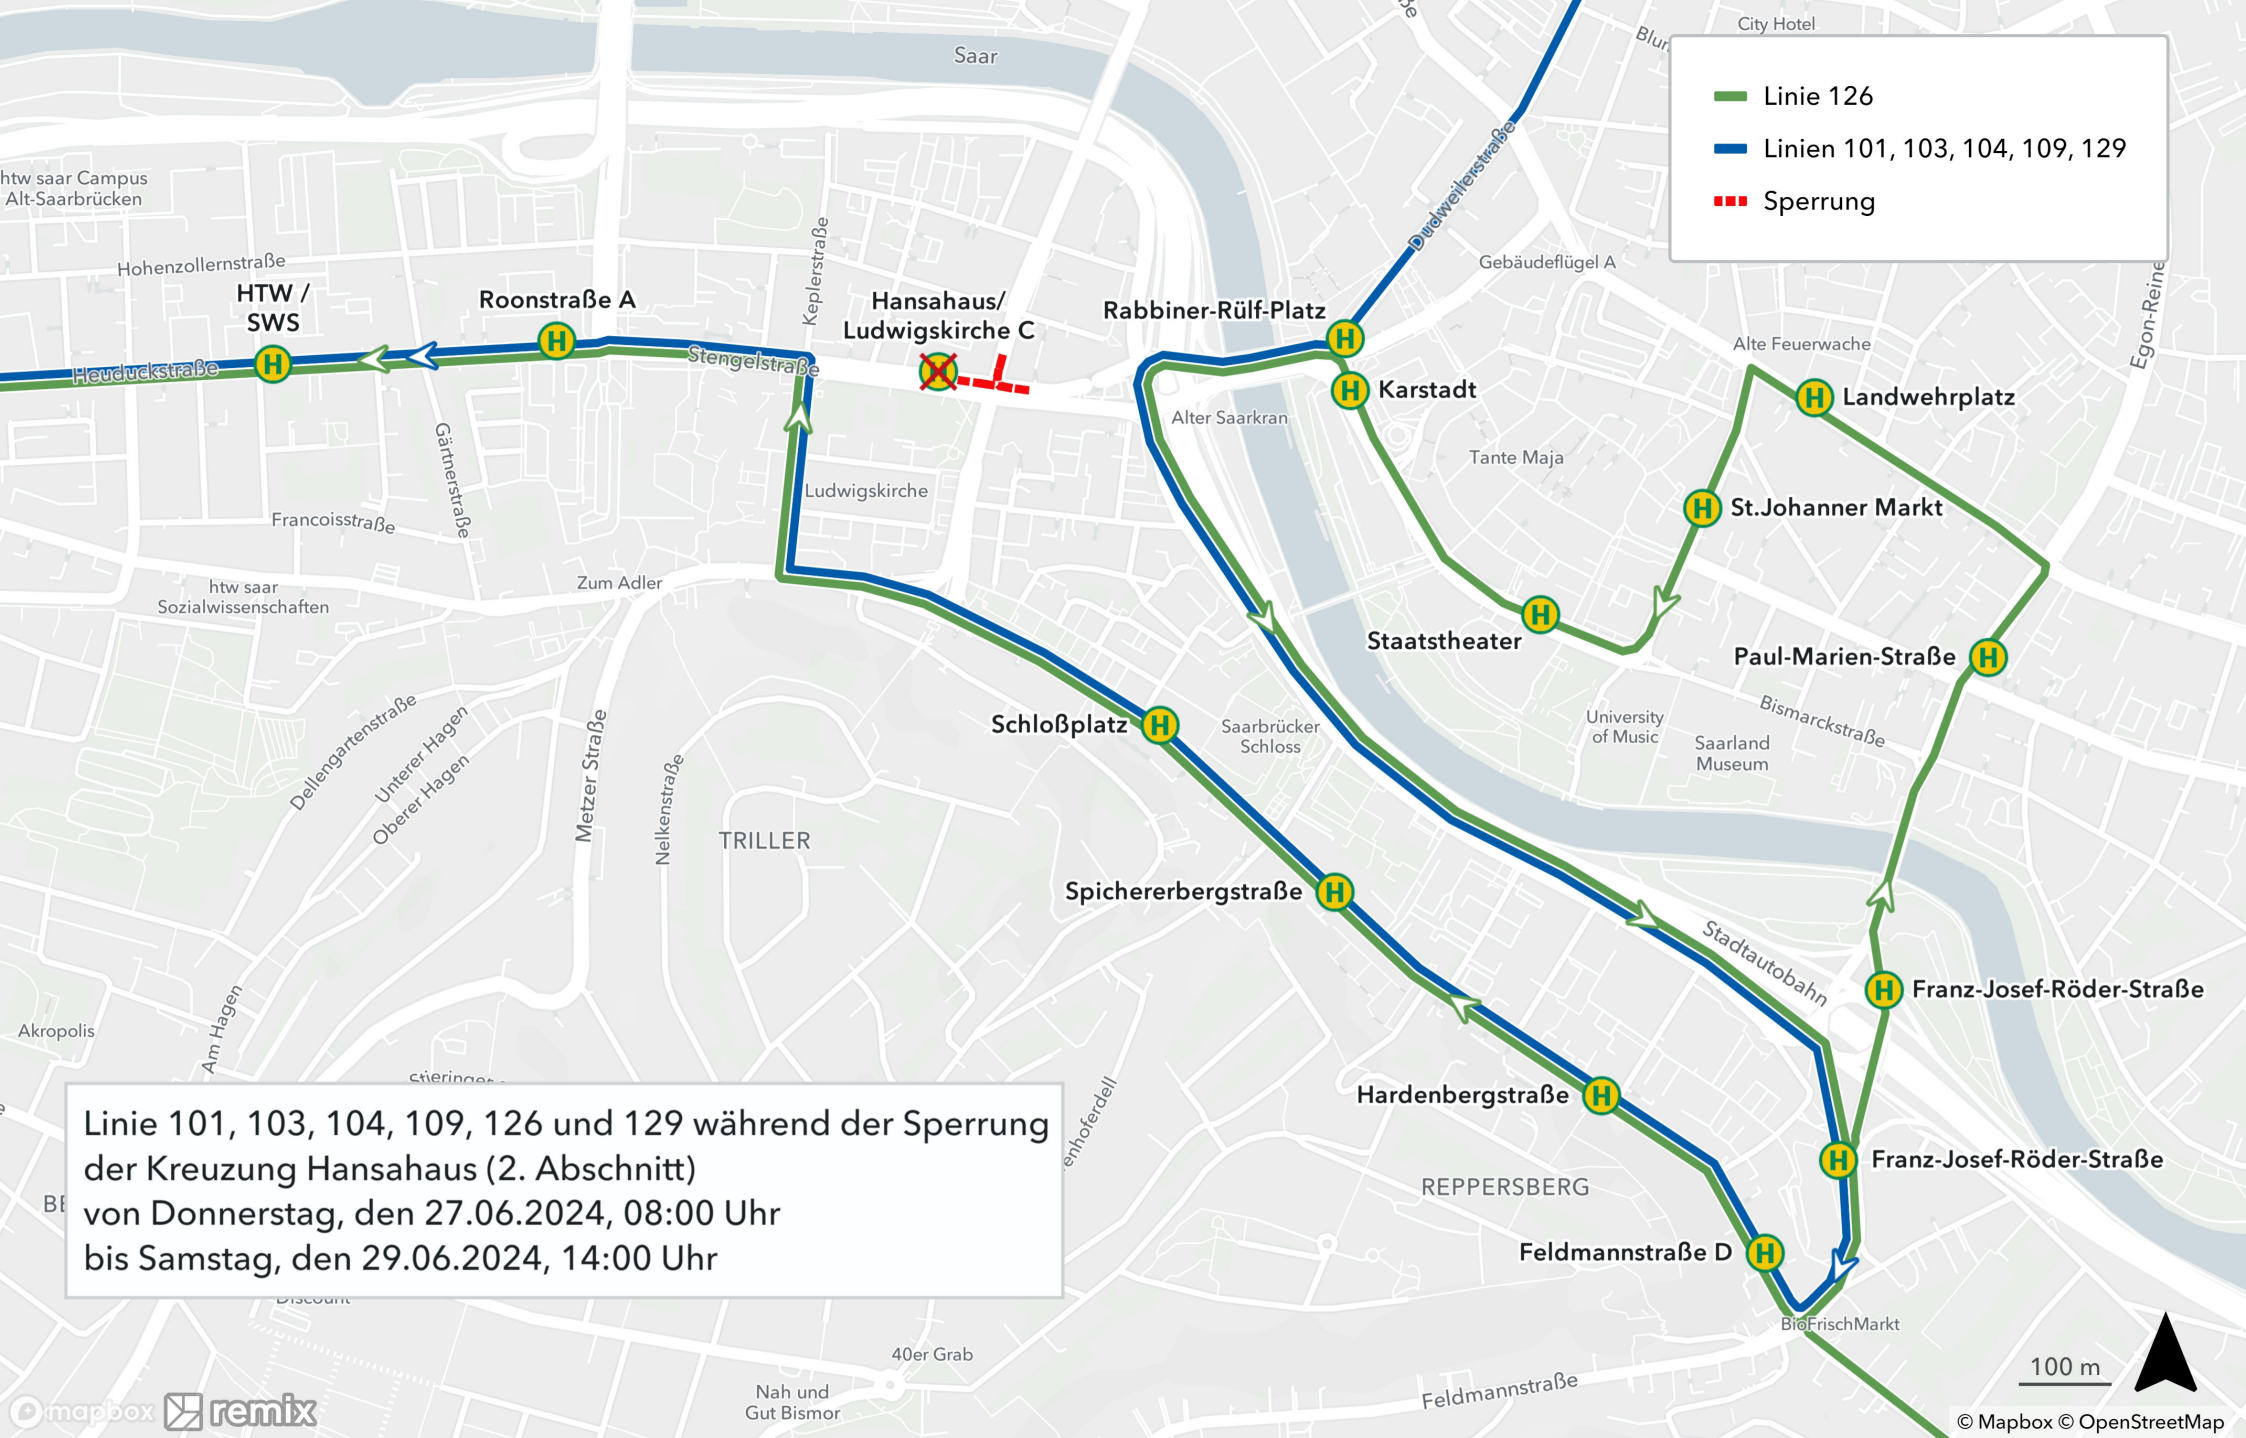 Saar
City Hotel
Linie 126
Linien 101, 103, 104, 109, 129
Sperrung
htw saar Campus
Alt-Saarbrücken
Hohenzollernstraße
HTW /
SWS
Roonstraße A
Keplerstraße
Hansahaus/
Ludwigskirche C
Rabbiner-Rülf-Platz
Dudweilerstraße
Gebäudeflügel A
Alte Feuerwache
Heuduckstraße
Stengelstraße
Karstadt
Landwehrplatz
Alter Saarkran
Tante Maja
Gärtnerstraße
Ludwigskirche
St.Johanner Markt
Francoisstraße
Zum Adler
htw saar
Sozialwissenschaften
Staatstheater
Paul-Marien-Straße
Bismarckstraße
Schloßplatz
Saarbrücker
Schloss
University
of Music
Saarland
Museum
Dellengartenstraße
Unterer Hagen
Oberer Hagen
Metzer Straße
Nelkenstraße
TRILLER
Spichererbergstraße
Stadtautobahn
Franz-Josef-Röder-Straße
Akropolis
Am Hagen
Hardenbergstraße
Franz-Josef-Röder-Straße
REPPERSBERG
Feldmannstraße D
BioFrischMarkt
Linie 101, 103, 104, 109, 126 und 129 während der Sperrung
der Kreuzung Hansahaus (2. Abschnitt)
von Donnerstag, den 27.06.2024, 08:00 Uhr
bis Samstag, den 29.06.2024, 14:00 Uhr
40er Grab
Nah und
Gut Bismor
Feldmannstraße
100 m
mapbox
remix
© Mapbox © OpenStreetMap